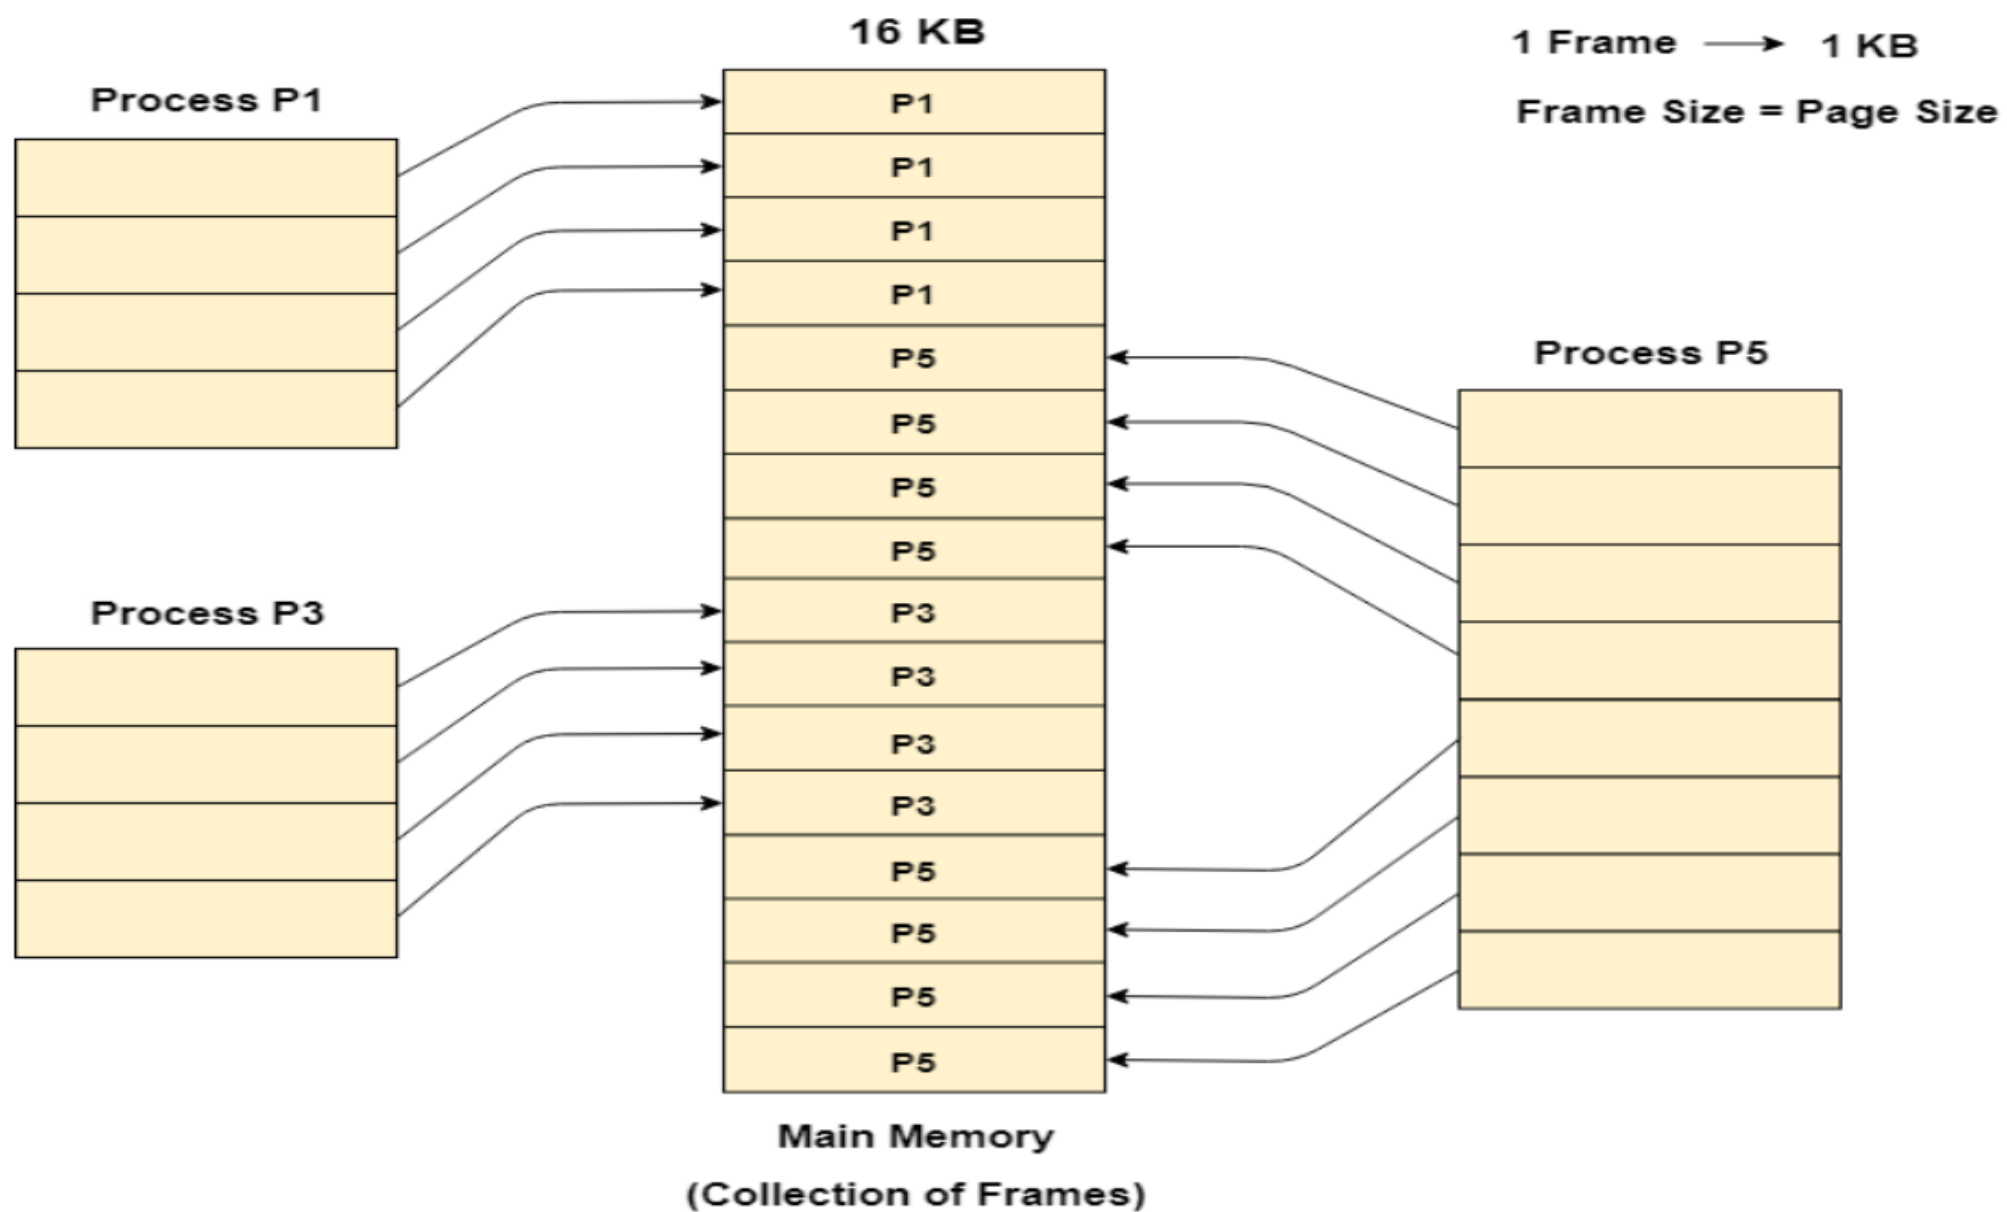 16 KB
1 Frame → 1 KB
Frame Size = Page Size
Process P1
P1
P1
P1
P1
P5
Process P5
P5
P5
P5
Process P3
P3
P3
P3
P3
P5
P5
P5
P5
Main Memory
(Collection of Frames)